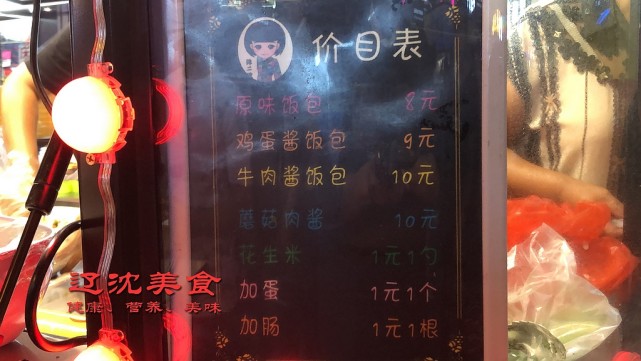 价目表
原味饭包 8元
鸡蛋酱饭包 9元
牛肉酱饭包 10元
蘑菇肉酱 10元
花生米 1元1勺
加蛋 1元1个
加肠 1元1根
辽沈美食
健康、营养、美味